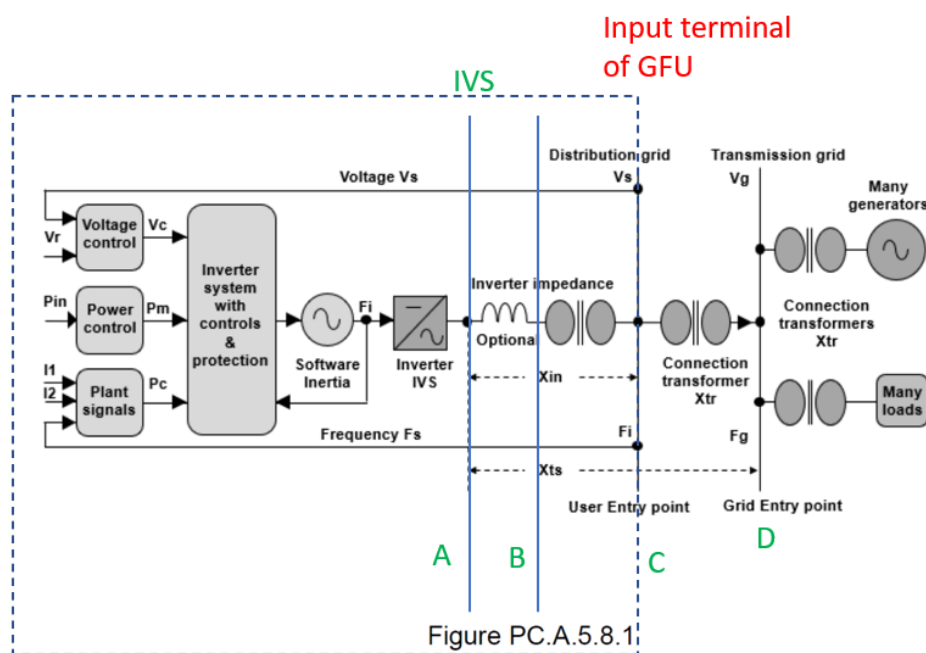 Input terminal
of GFU
IVS
Distribution grid
Vs
Transmission grid
Vg
Many
generators
Voltage Vs
Voltage
control
Vc
Vr
Inverter
system
with
controls
&
protection
Pin
Power
control
Pm
Fi
Software
Inertia
Inverter
IVS
Inverter impedance
Optional
Xin
Connection
transformer
Xtr
Connection
transformers
Xtr
I1
I2
Plant
signals
Pc
Many
loads
Frequency Fs
Fi
Fg
Xts
User Entry point
Grid Entry point
A
B
C
D
Figure PC.A.5.8.1